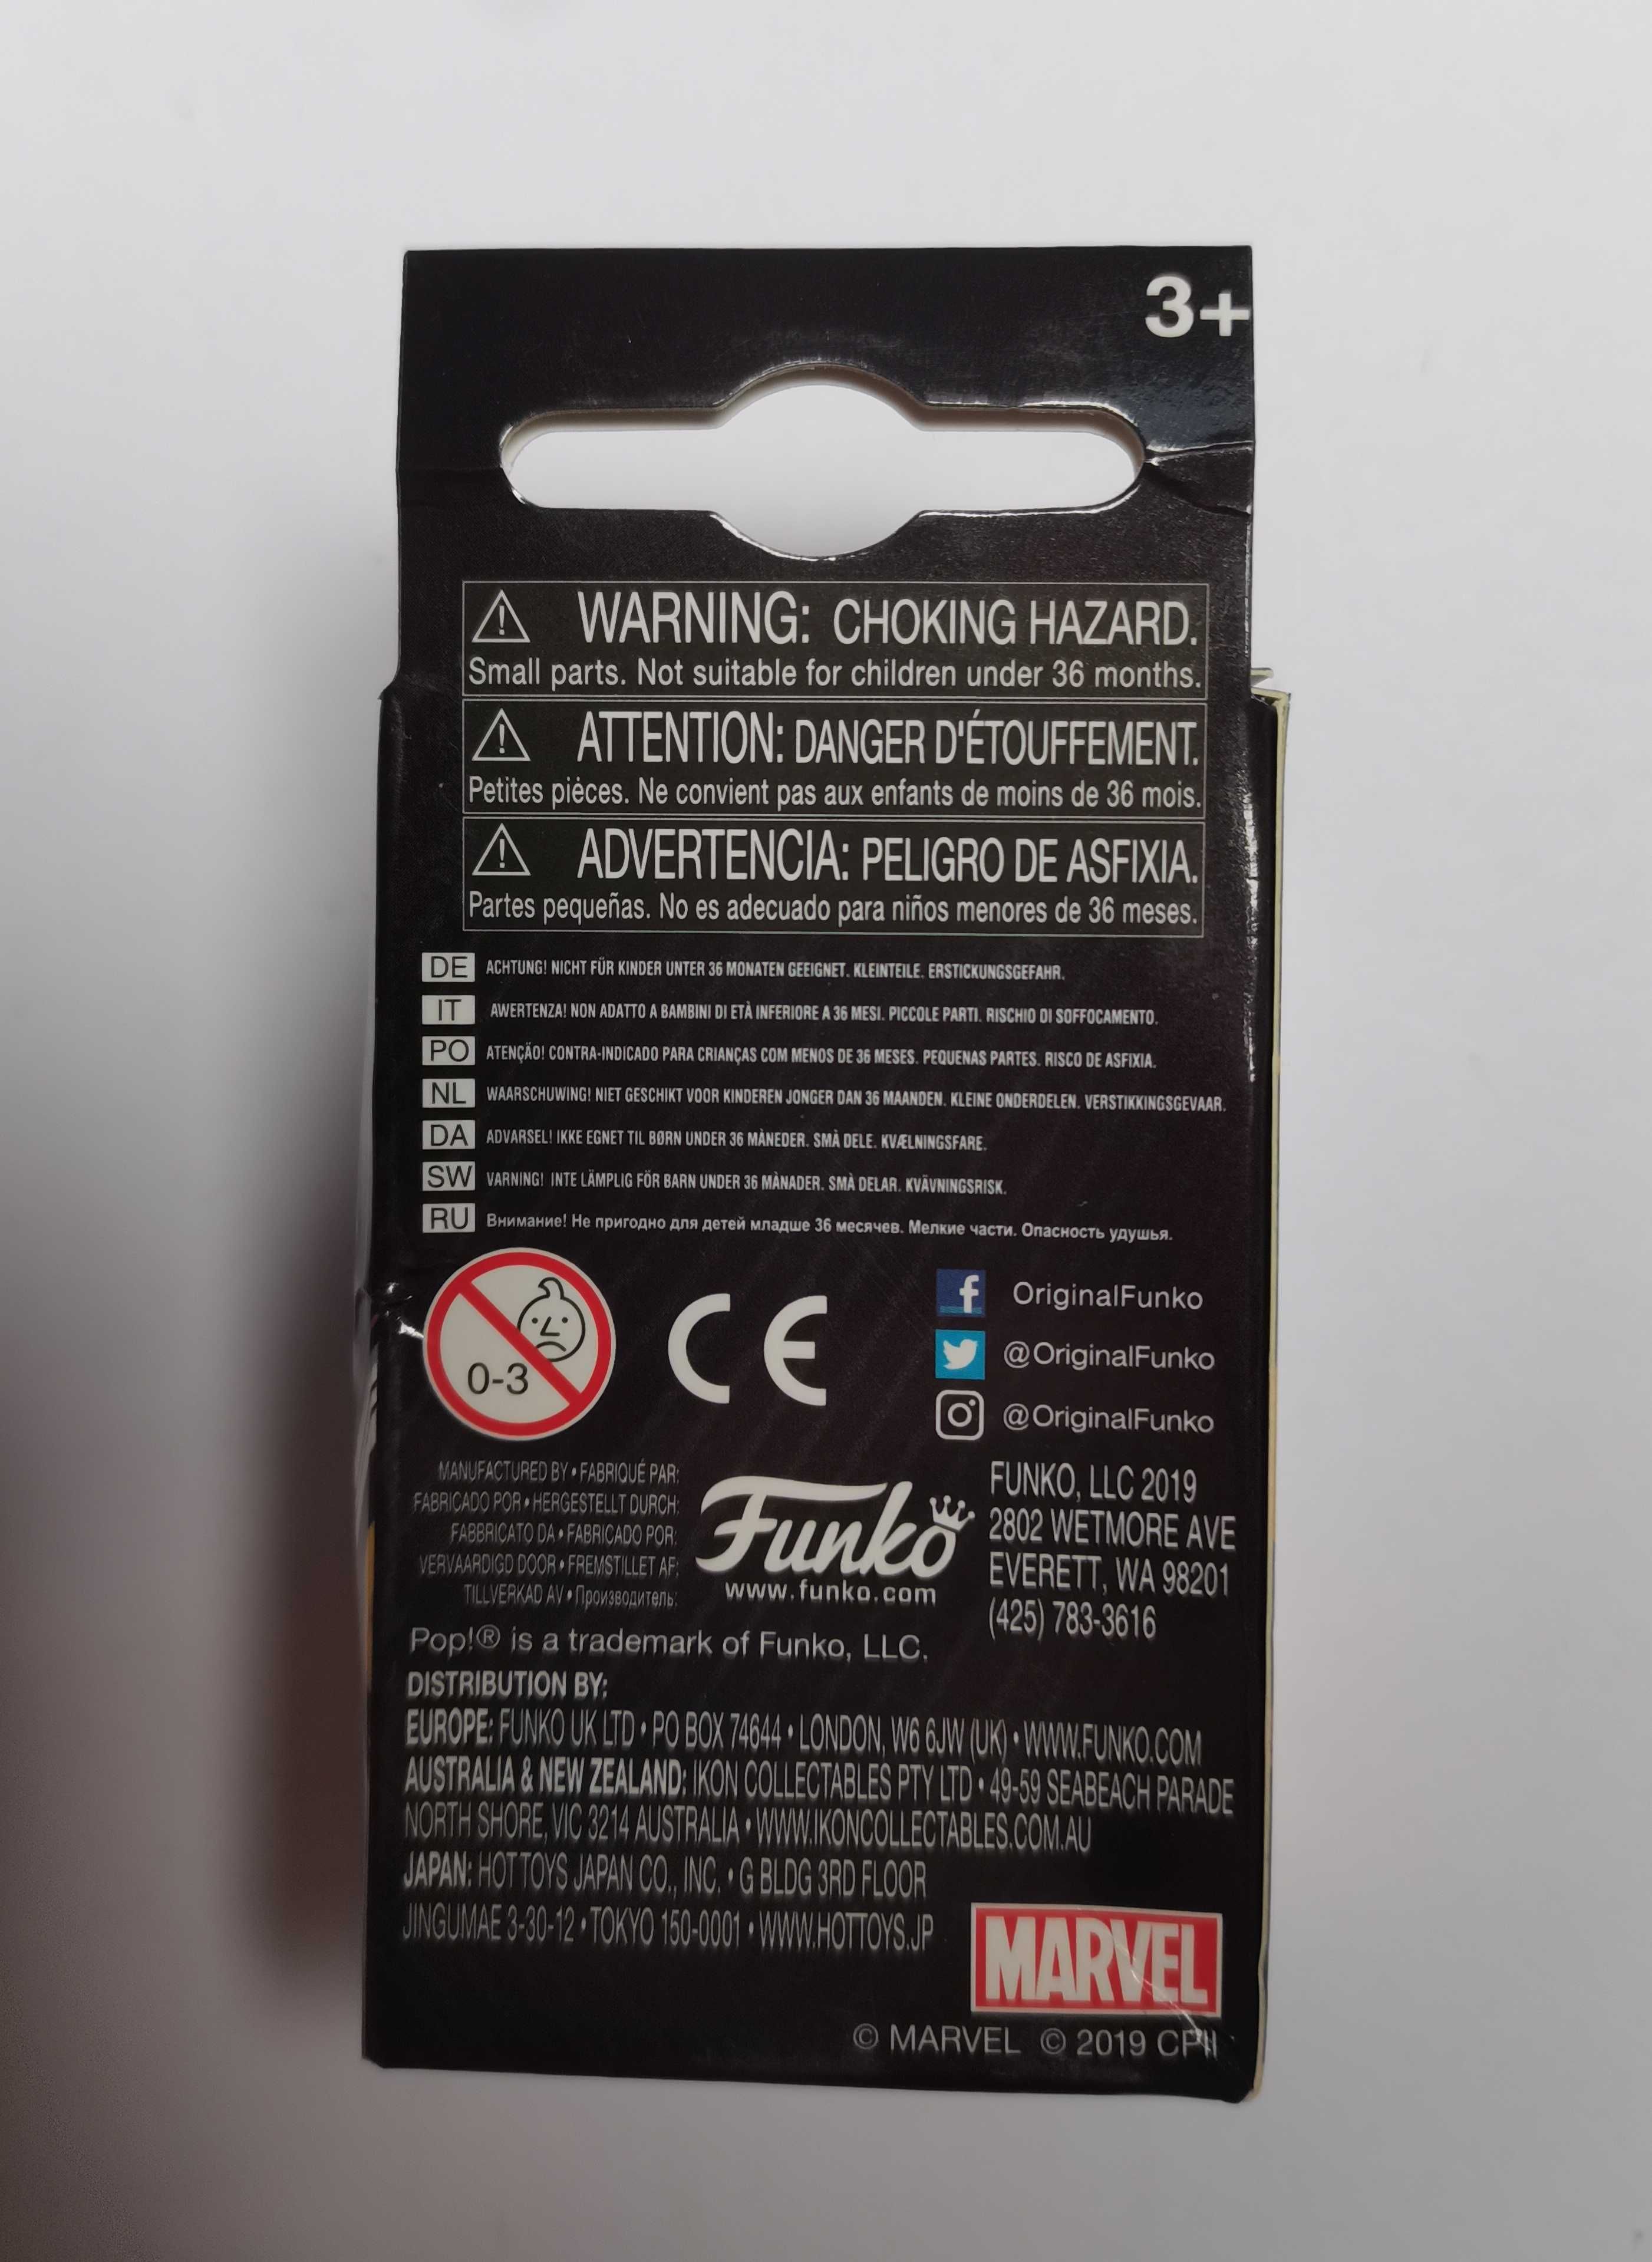 3+
WARNING: CHOKING HAZARD.
Small parts. Not suitable for children under 36 months.
ATTENTION: DANGER D'ÉTOUFFEMENT.
Petites pièces. Ne convient pas aux enfants de moins de 36 mois.
ADVERTENCIA: PELIGRO DE ASFIXIA.
Partes pequeñas. No es adecuado para niños menores de 36 meses.
DE ACHTUNG! NICHT FÜR KINDER UNTER 36 MONATEN GEEIGNET. KLEINTEILE. ERSTICKUNGSGEFAHR.
IT AWERTENZA! NON ADATTO A BAMBINI DI ETÀ INFERIORE A 36 MESI. PICCOLE PARTI. RISCHIO DI SOFFOCAMENTO.
PO ATENÇÃO! CONTRA-INDICADO PARA CRIANÇAS COM MENOS DE 36 MESES. PEQUENAS PARTES. RISCO DE ASFIXIA.
NL WAARSCHUWING! NIET GESCHIKT VOOR KINDEREN JONGER DAN 36 MAANDEN. KLEINE ONDERDELEN. VERSTIKKINGSGEVAAR.
DA ADVARSEL! IKKE EGNET TIL BØRN UNDER 36 MÀNEDER. SMÀ DELE. KVÆLNINGSFARE.
SW VARNING! INTE LÄMPLIG FÖR BARN UNDER 36 MÀNADER. SMÀ DELAR. KVÄVNINGSRISK.
RU Внимание! Не пригодно для детей младше 36 месячев. Мелкие части. Опасность удушья.
0-3
CE
OriginalFunko
@OriginalFunko
@OriginalFunko
MANUFACTURED BY • FABRIQUÉ PAR:
FABRICADO POR • HERGESTELLT DURCH:
FABBRICATO DA • FABRICADO POR:
VERVAARDIGD DOOR • FREMSTILLET AF:
TILLVERKAD AV • Производитель:
Funko
www.funko.com
FUNKO, LLC 2019
2802 WETMORE AVE
EVERETT, WA 98201
(425) 783-3616
Pop!® is a trademark of Funko, LLC.
DISTRIBUTION BY:
EUROPE: FUNKO UK LTD • PO BOX 74644 • LONDON, W6 6JW (UK) • WWW.FUNKO.COM
AUSTRALIA & NEW ZEALAND: IKON COLLECTABLES PTY LTD • 49-59 SEABEACH PARADE
NORTH SHORE, VIC 3214 AUSTRALIA • WWW.IKONCOLLECTABLES.COM.AU
JAPAN: HOT TOYS JAPAN CO., INC. • G BLDG 3RD FLOOR
JINGUMAE 3-30-12 • TOKYO 150-0001 • WWW.HOTTOYS.JP
MARVEL
© MARVEL © 2019 CPII